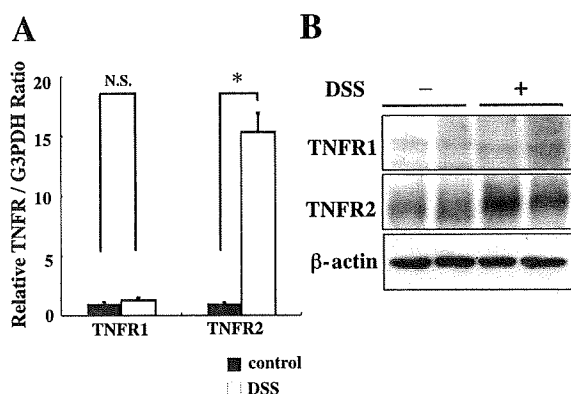 A
Relative TNFR / G3PDH Ratio
20
15
10
5
0
N.S.
*
TNFR1
TNFR2
control
DSS
B
DSS
–
+
TNFR1
TNFR2
β-actin